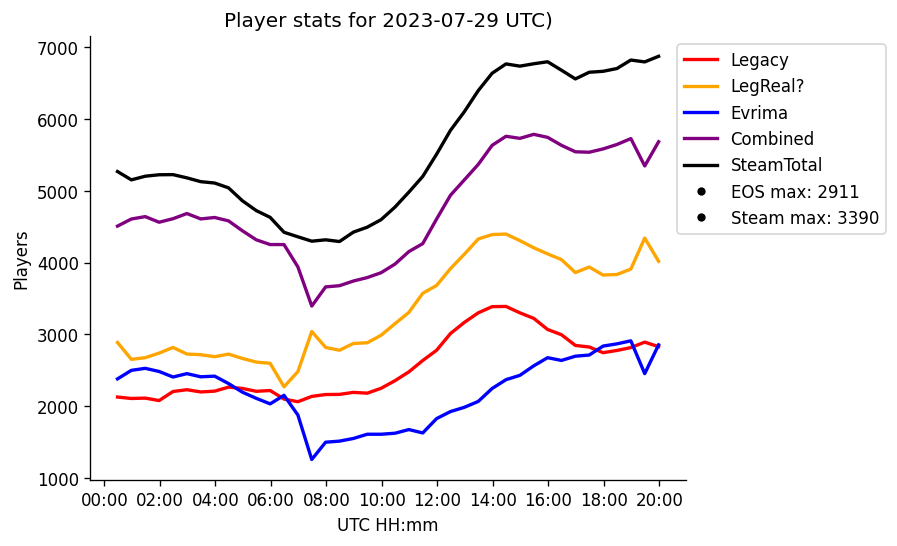 Player stats for 2023-07-29 UTC)
7000
6000
5000
4000
3000
2000
1000
Players
00:00 02:00 04:00 06:00 08:00 10:00 12:00 14:00 16:00 18:00 20:00
UTC HH:mm
Legacy
LegReal?
Evrima
Combined
SteamTotal
EOS max: 2911
Steam max: 3390